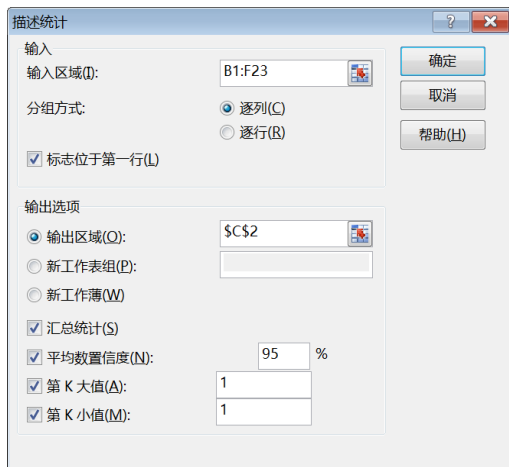 描述统计
输入
输入区域(I):
B1:F23
分组方式:
逐列(C)
逐行(R)
标志位于第一行(L)
确定
取消
帮助(H)
输出选项
输出区域(O):
$C$2
新工作表组(P):
新工作薄(W)
汇总统计(S)
平均数置信度(N):
95
%
第 K 大值(A):
1
第 K 小值(M):
1